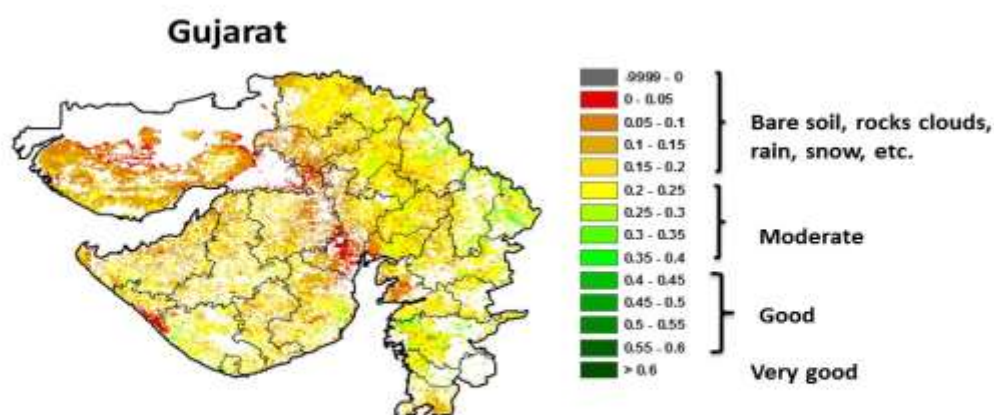 Gujarat
-9999 - 0
0 - 0.05
0.05 - 0.1
0.1 - 0.15
0.15 - 0.2
0.2 - 0.25
0.25 - 0.3
0.3 - 0.35
0.35 - 0.4
0.4 - 0.45
0.45 - 0.5
0.5 - 0.55
0.55 - 0.6
> 0.6
Bare soil, rocks clouds,
rain, snow, etc.
Moderate
Good
Very good